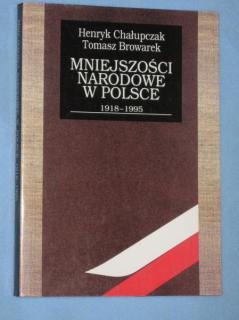 Henryk Chałupczak
Tomasz Browarek
MNIEJSZOŚCI
NARODOWE
W POLSCE
1918–1995